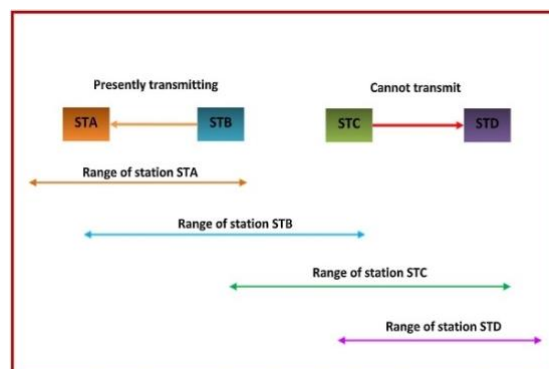 Presently transmitting
Cannot transmit
STA
STB
STC
STD
Range of station STA
Range of station STB
Range of station STC
Range of station STD